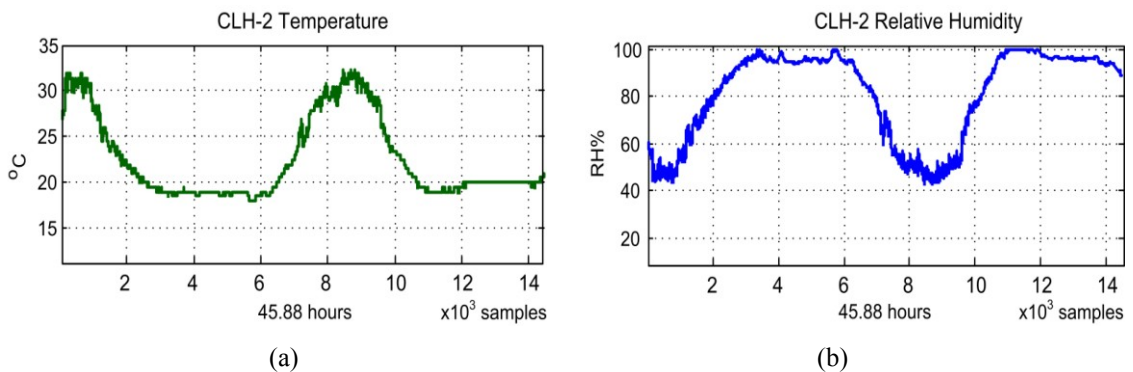 CLH-2 Temperature
35
30
25
20
15
°C
2 4 6 8 10 12 14
45.88 hours x10³ samples
(a)
CLH-2 Relative Humidity
100
80
60
40
20
RH%
2 4 6 8 10 12 14
45.88 hours x10³ samples
(b)